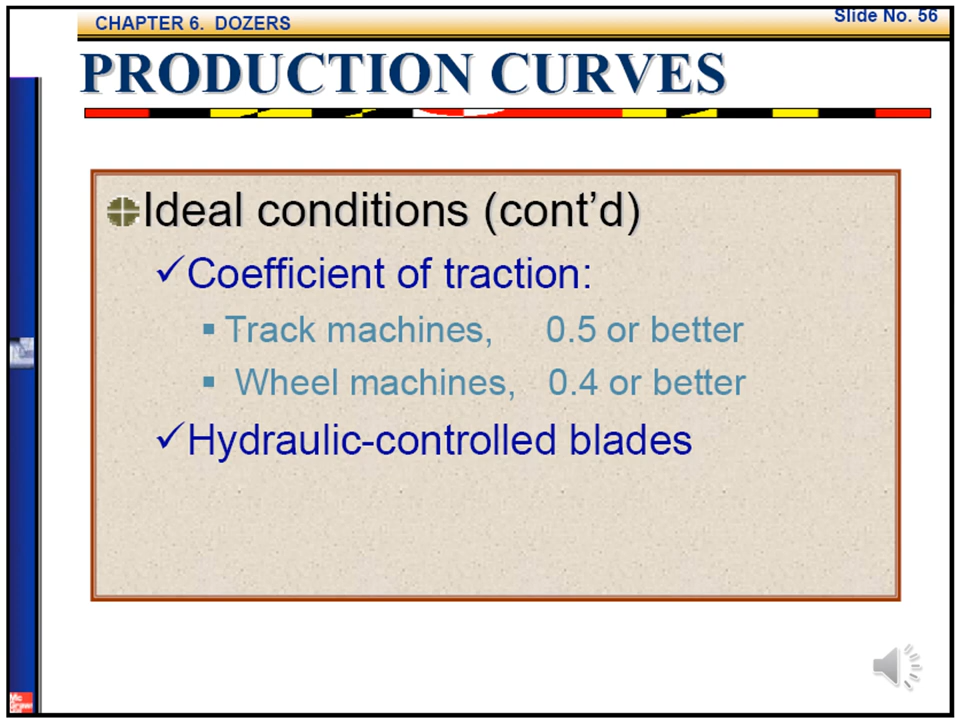 CHAPTER 6. DOZERS
Slide No. 56
PRODUCTION CURVES
Ideal conditions (cont’d)
Coefficient of traction:
Track machines, 0.5 or better
Wheel machines, 0.4 or better
Hydraulic-controlled blades